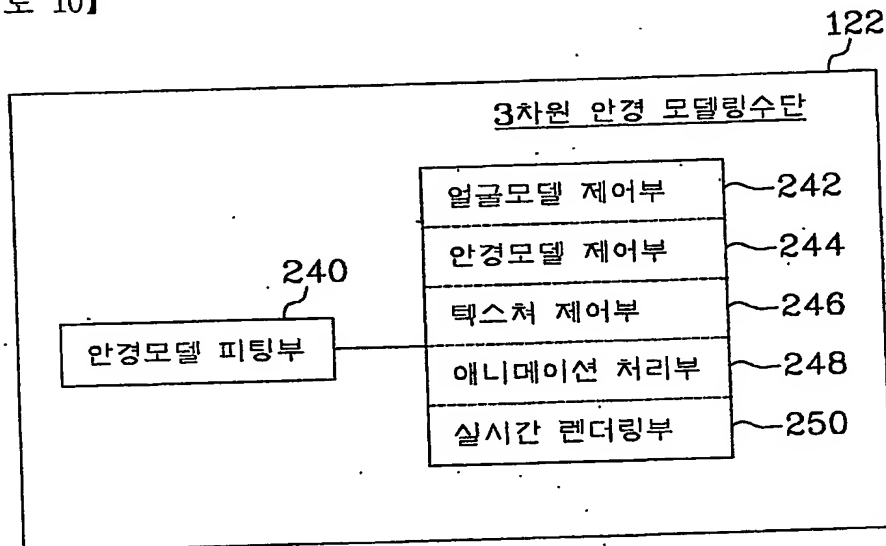 도 10】
122
3차원 안경 모델링수단
얼굴모델 제어부 242
안경모델 제어부 244
240
텍스쳐 제어부 246
안경모델 피팅부
애니메이션 처리부 248
실시간 렌더링부 250